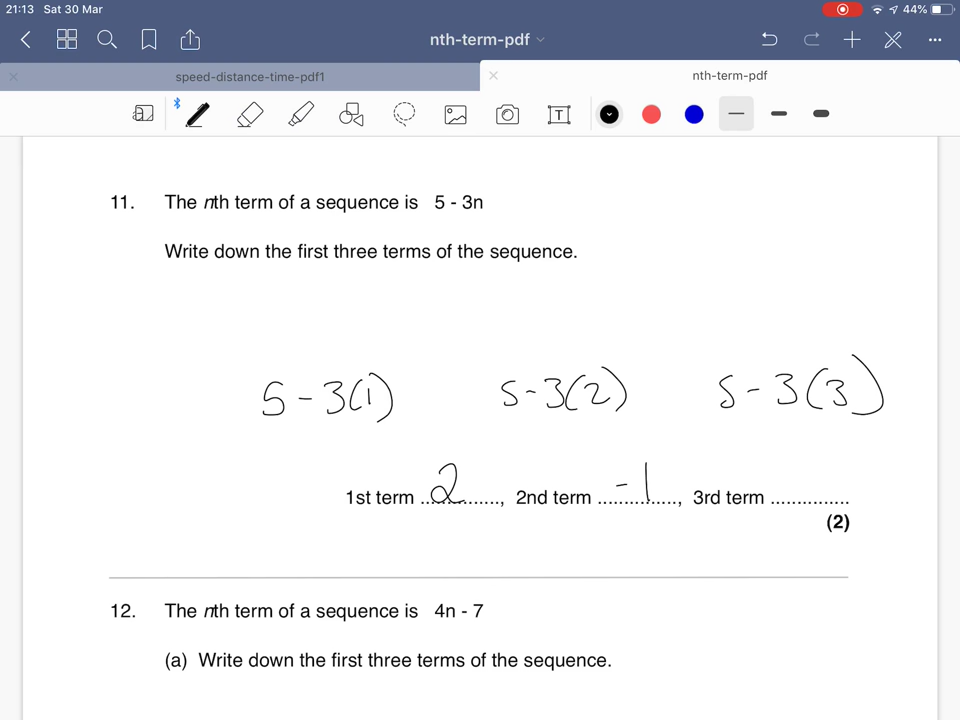 21:13 Sat 30 Mar 44%
nth-term-pdf
speed-distance-time-pdf1 nth-term-pdf
T
11. The nth term of a sequence is 5 - 3n
Write down the first three terms of the sequence.
5 - 3(1) 5 - 3(2) 5 - 3(3)
1st term ....2........., 2nd term ....-1........., 3rd term ...............
(2)
12. The nth term of a sequence is 4n - 7
(a) Write down the first three terms of the sequence.